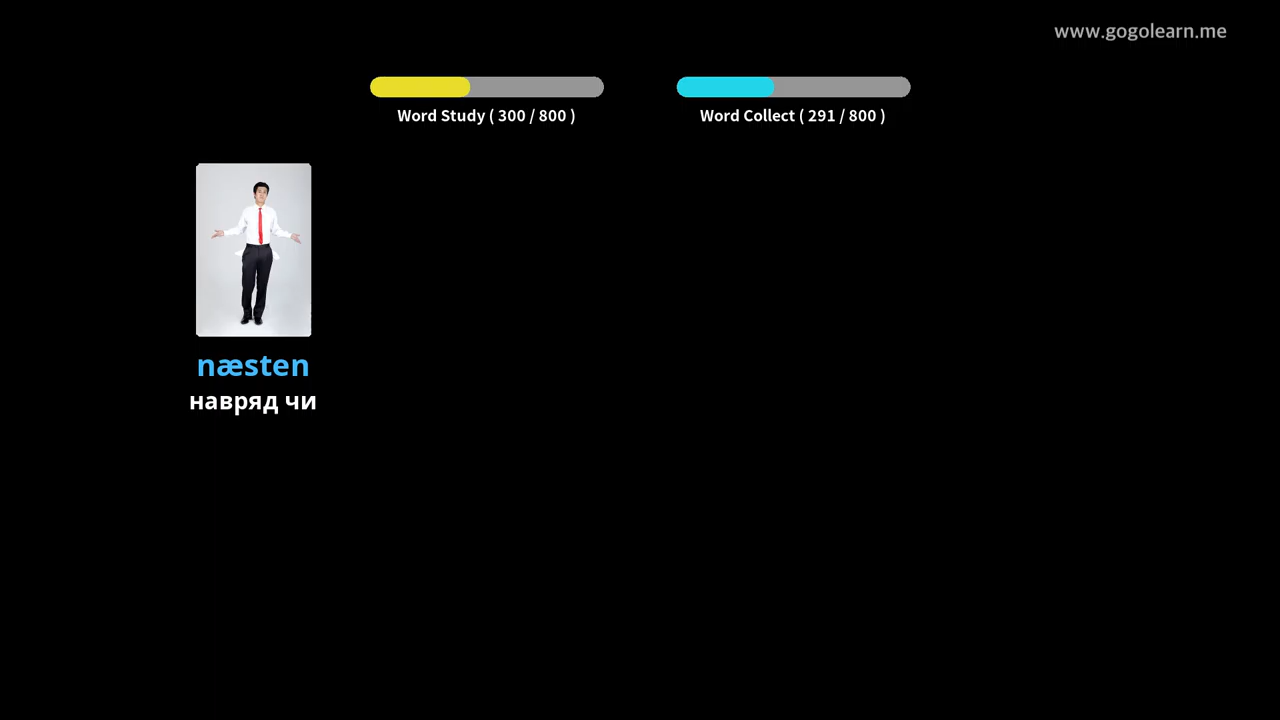 www.gogolearn.me
Word Study ( 300 / 800 )
Word Collect ( 291 / 800 )
næsten
навряд чи